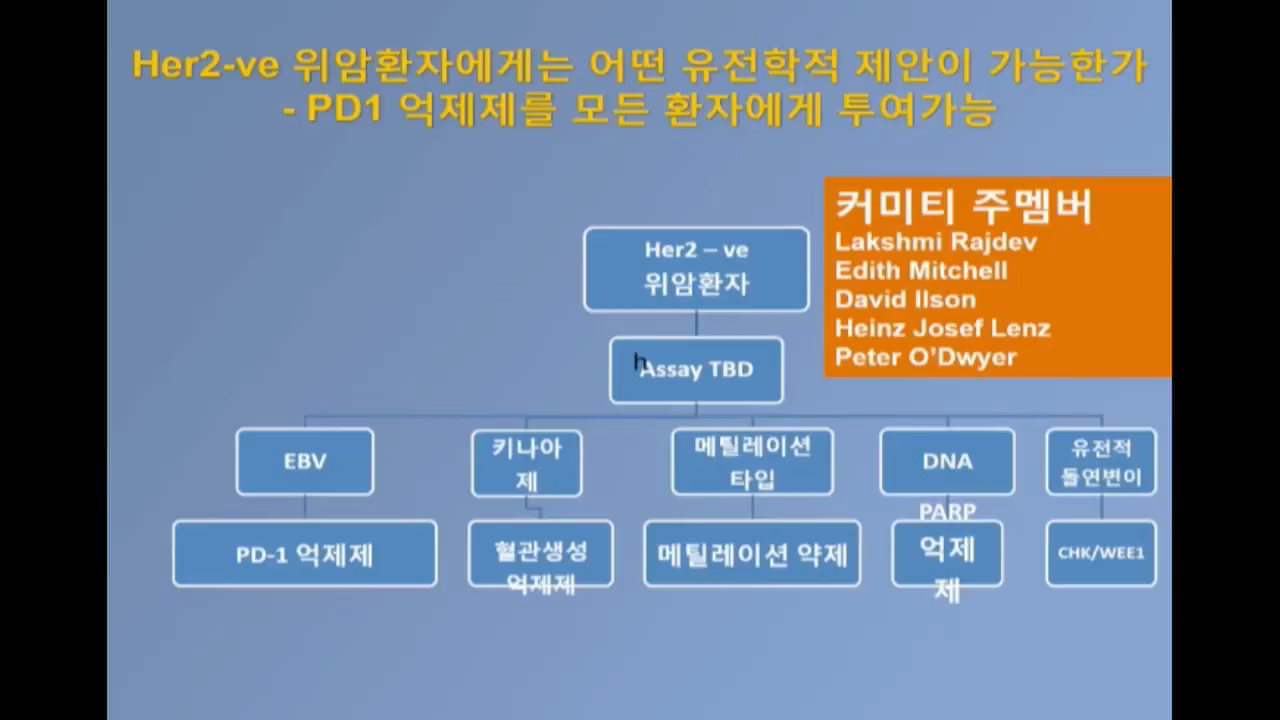 Her2-ve 위암환자에게는 어떤 유전학적 제안이 가능한가
- PD1 억제제를 모든 환자에게 투여가능
커미티 주멤버
Lakshmi Rajdev
Edith Mitchell
David Ilson
Heinz Josef Lenz
Peter O’Dwyer
Her2 – ve
위암환자
h
Assay TBD
EBV
키나아
제
메틸레이션
타입
DNA
유전적
돌연변이
PD-1 억제제
혈관생성
억제제
메틸레이션 약제
PARP
억제
제
CHK/WEE1